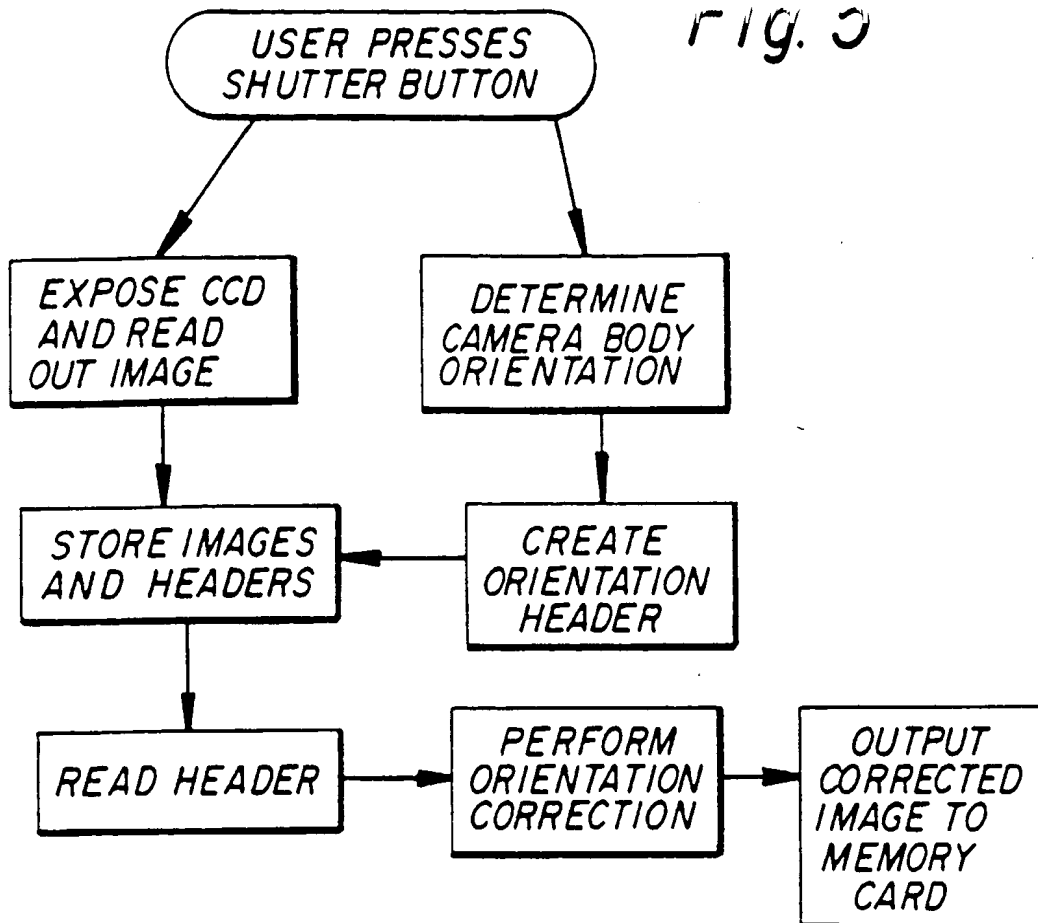 Fig.
USER PRESSES
SHUTTER BUTTON
EXPOSE CCD
AND READ
OUT IMAGE
DETERMINE
CAMERA BODY
ORIENTATION
STORE IMAGES
AND HEADERS
CREATE
ORIENTATION
HEADER
READ HEADER
PERFORM
ORIENTATION
CORRECTION
OUTPUT
CORRECTED
IMAGE TO
MEMORY
CARD